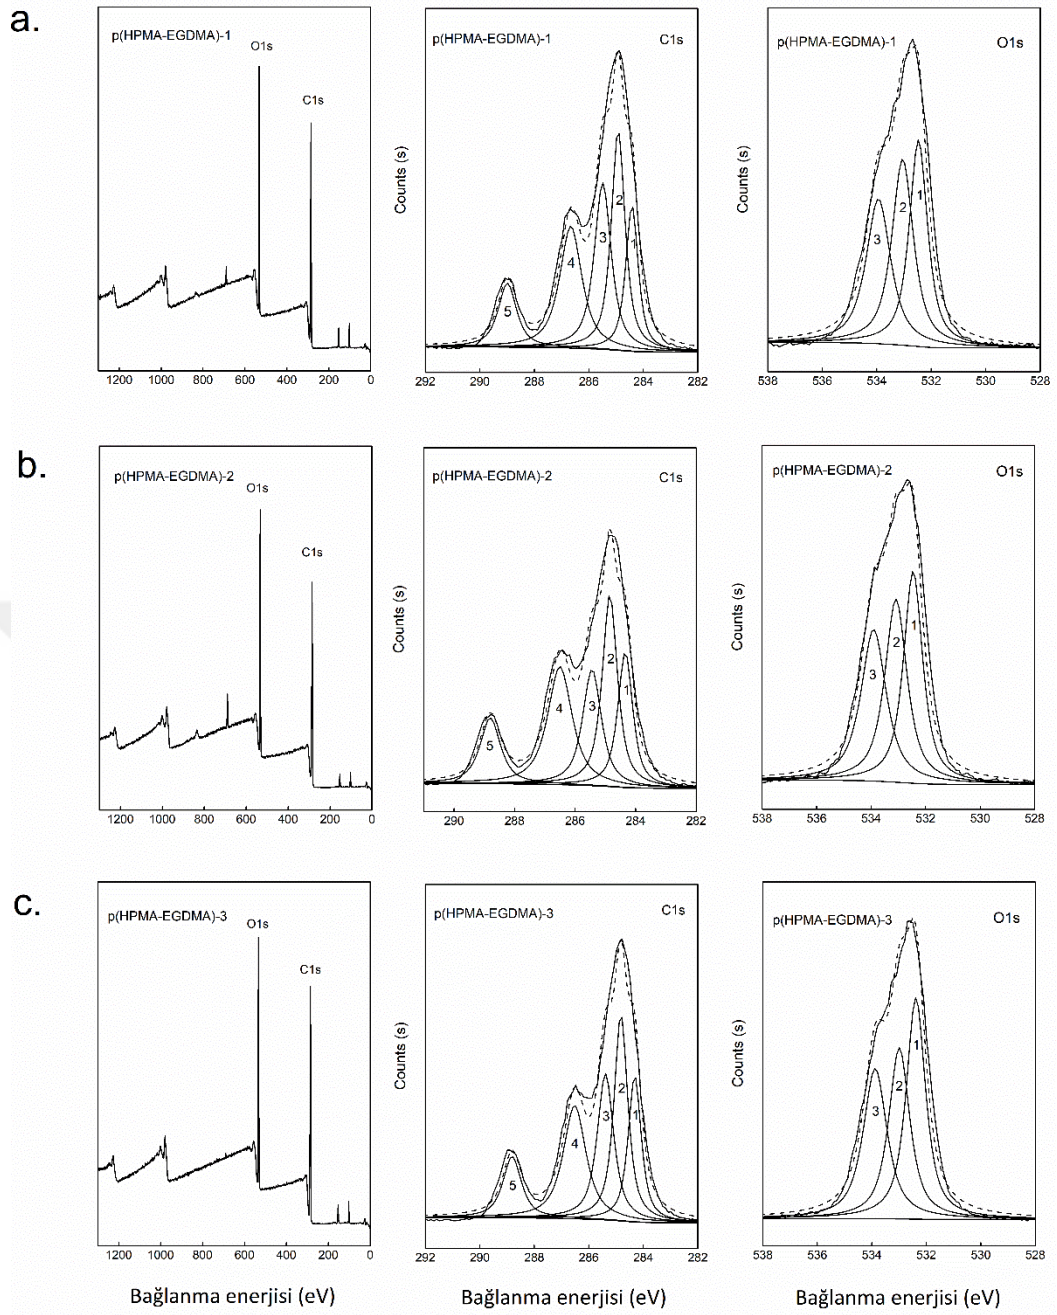 a.
p(HPMA-EGDMA)-1
O1s
C1s
1200 1000 800 600 400 200 0
p(HPMA-EGDMA)-1 C1s
Counts (s)
5 4 3 2 1
292 290 288 286 284 282
p(HPMA-EGDMA)-1 O1s
Counts (s)
3 2 1
538 536 534 532 530 528
b.
p(HPMA-EGDMA)-2
O1s
C1s
1200 1000 800 600 400 200 0
p(HPMA-EGDMA)-2 C1s
Counts (s)
5 4 3 2 1
290 288 286 284 282
p(HPMA-EGDMA)-2 O1s
Counts (s)
3 2 1
538 536 534 532 530 528
c.
p(HPMA-EGDMA)-3
O1s
C1s
1200 1000 800 600 400 200 0
Bağlanma enerjisi (eV)
p(HPMA-EGDMA)-3 C1s
Counts (s)
5 4 3 2 1
292 290 288 286 284 282
Bağlanma enerjisi (eV)
p(HPMA-EGDMA)-3 O1s
Counts (s)
3 2 1
538 536 534 532 530 528
Bağlanma enerjisi (eV)